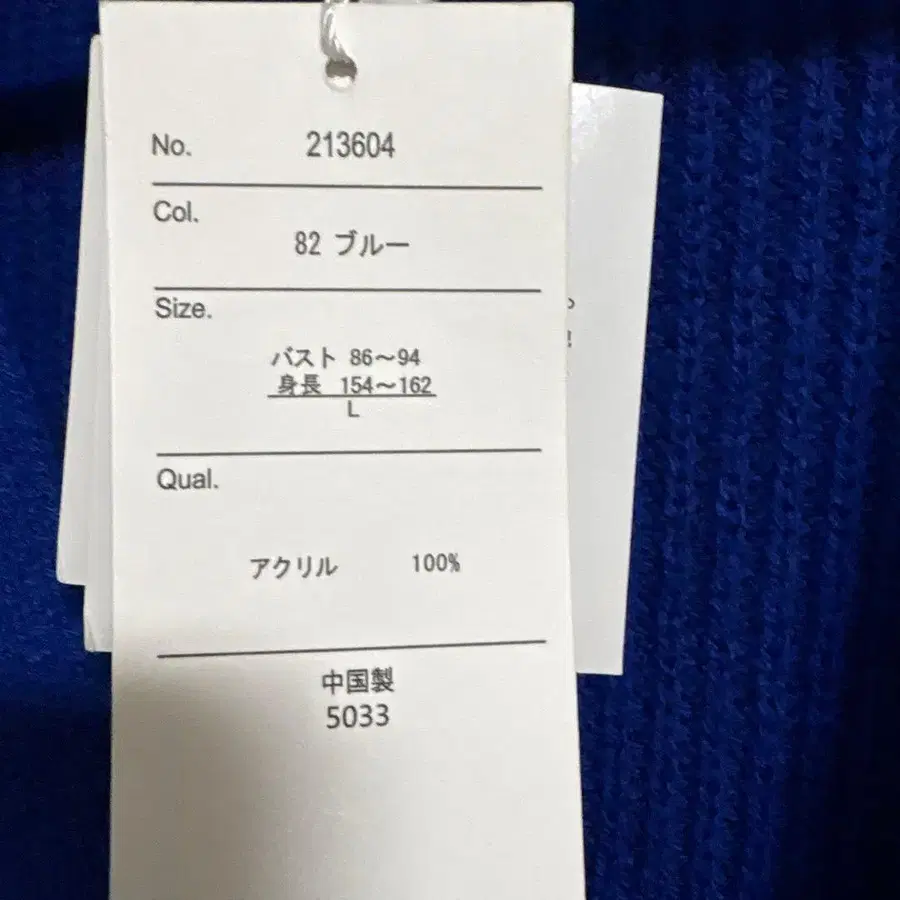 No. 213604
Col.
82 ブルー
Size.
バスト 86～94
身長 154～162
L
Qual.
アクリル 100%
中国製
5033